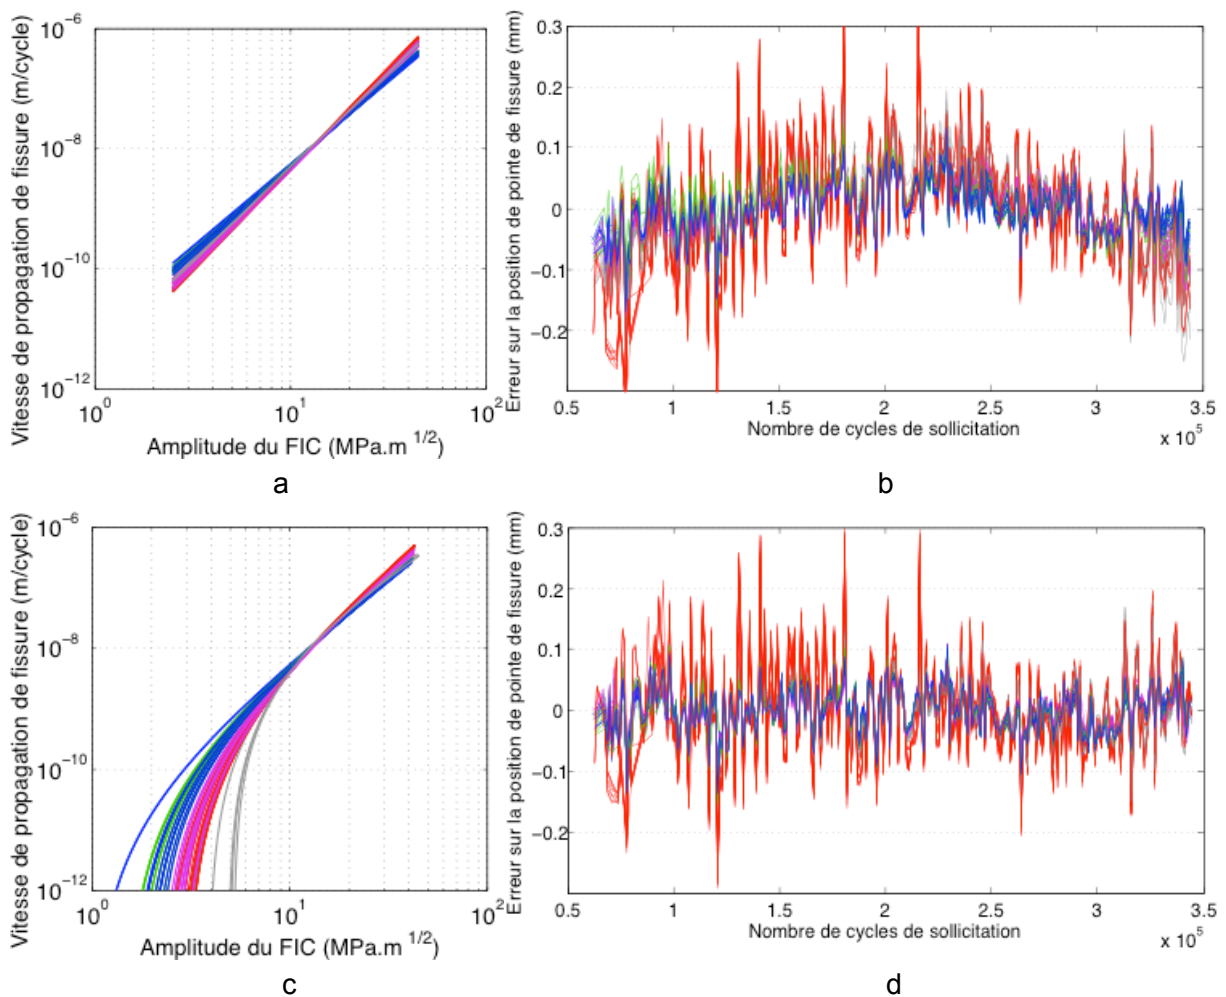 Vitesse de propagation de fissure (m/cycle)
10^-6
10^-8
10^-10
10^-12
10^0
10^1
10^2
Amplitude du FIC (MPa.m^1/2)
a
Erreur sur la position de pointe de fissure (mm)
0.3
0.2
0.1
0
−0.1
−0.2
0.5
1
1.5
2
2.5
3
3.5
Nombre de cycles de sollicitation
x 10^5
b
Vitesse de propagation de fissure (m/cycle)
10^-6
10^-8
10^-10
10^-12
10^0
10^1
10^2
Amplitude du FIC (MPa.m^1/2)
c
Erreur sur la position de pointe de fissure (mm)
0.3
0.2
0.1
0
−0.1
−0.2
0.5
1
1.5
2
2.5
3
3.5
Nombre de cycles de sollicitation
x 10^5
d